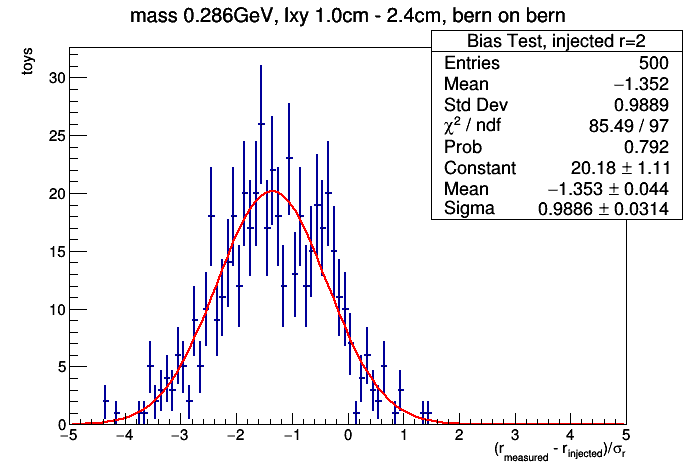 mass 0.286GeV, lxy 1.0cm - 2.4cm, bern on bern
Bias Test, injected r=2
Entries 500
Mean −1.352
Std Dev 0.9889
χ² / ndf 85.49 / 97
Prob 0.792
Constant 20.18 ± 1.11
Mean −1.353 ± 0.044
Sigma 0.9886 ± 0.0314
toys
30
25
20
15
10
5
0
−5 −4 −3 −2 −1 0 1 2 3 4 5
(r_measured - r_injected)/σ_r